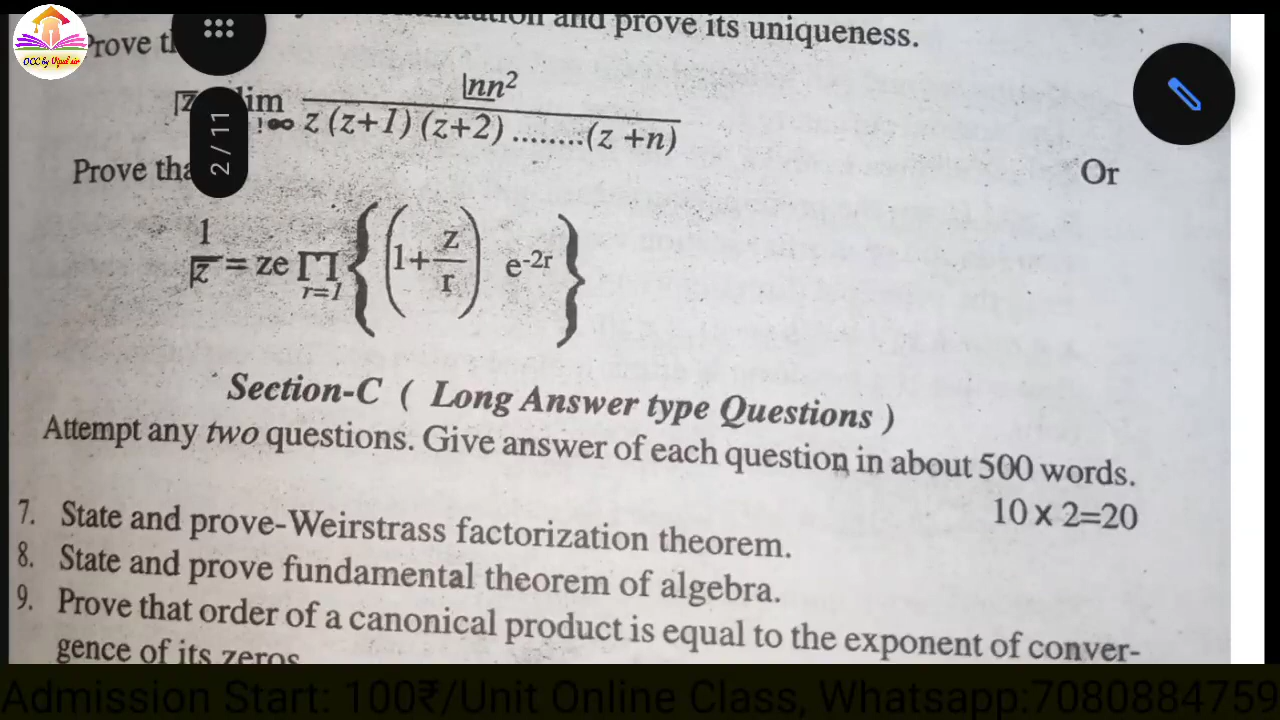 and prove its uniqueness.
Prove
OCC by
lim |nn² / z (z+1) (z+2) ........(z +n)
2 / 11
Prove Or
1/|z = ze ∏ r=1 { (1+ z/r) e^-2r }
Section-C ( Long Answer type Questions )
Attempt any two questions. Give answer of each question in about 500 words.
10 x 2=20
7. State and prove-Weirstrass factorization theorem.
8. State and prove fundamental theorem of algebra.
9. Prove that order of a canonical product is equal to the exponent of conver-
gence of its zeros
Admission Start: 100₹/Unit Online Class, Whatsapp:7080884759